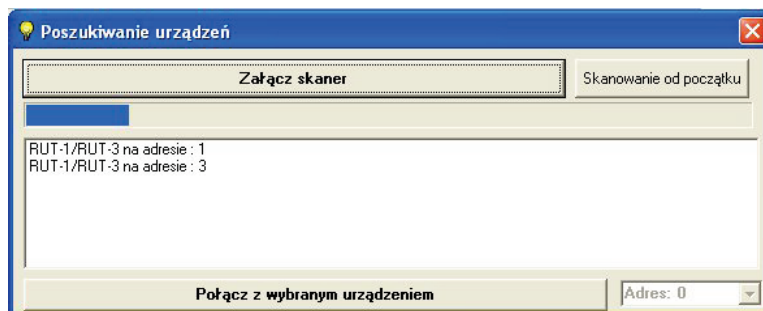 Poszukiwanie urządzeń
Załącz skaner
Skanowanie od początku
RUT-1/RUT-3 na adresie : 1
RUT-1/RUT-3 na adresie : 3
Połącz z wybranym urządzeniem
Adres: 0